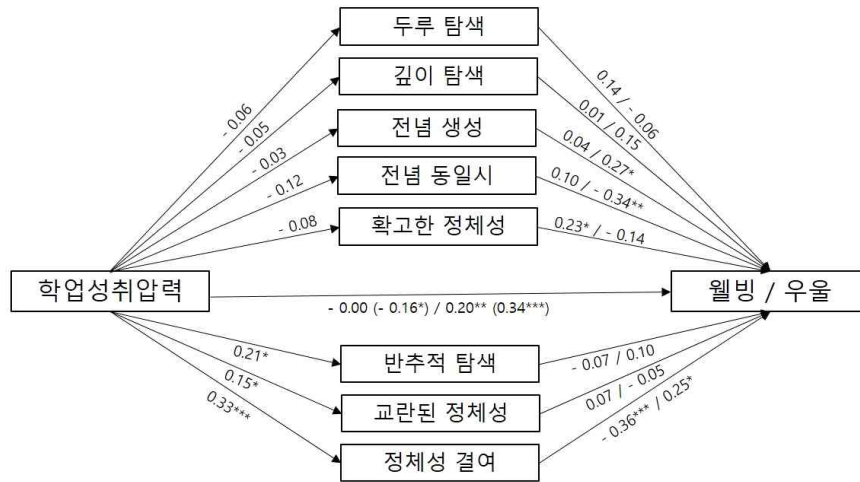 두루 탐색
깊이 탐색
전념 생성
전념 동일시
확고한 정체성
- 0.06
- 0.05
- 0.03
- 0.12
- 0.08
0.14 / - 0.06
0.01 / 0.15
0.04 / 0.27*
0.10 / - 0.34**
0.23* / - 0.14
학업성취압력
- 0.00 (- 0.16*) / 0.20** (0.34***)
웰빙 / 우울
0.21*
0.15*
0.33***
반추적 탐색
교란된 정체성
정체성 결여
- 0.07 / 0.10
0.07 / - 0.05
- 0.36*** / 0.25*